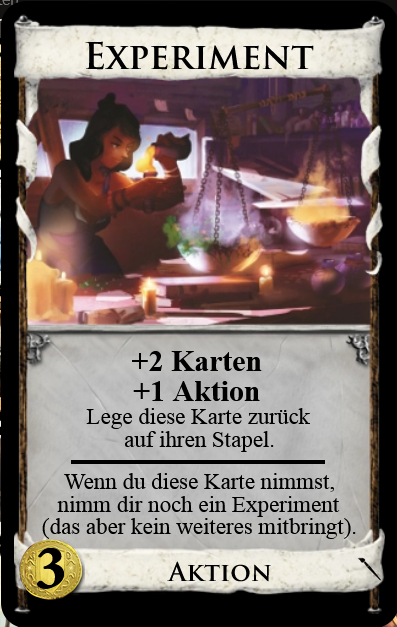 EXPERIMENT
+2 Karten
+1 Aktion
Lege diese Karte zurück
auf ihren Stapel.
Wenn du diese Karte nimmst,
nimm dir noch ein Experiment
(das aber kein weiteres mitbringt).
3
AKTION